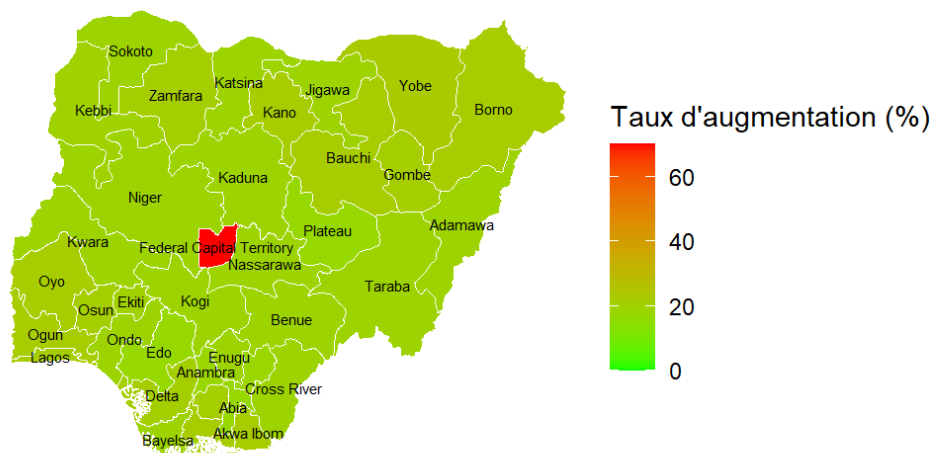 Sokoto
Katsina
Jigawa
Yobe
Zamfara
Kano
Borno
Kebbi
Bauchi
Gombe
Kaduna
Niger
Adamawa
Plateau
Kwara
Federal Capital Territory
Nassarawa
Oyo
Taraba
Ekiti
Kogi
Osun
Benue
Ogun
Ondo
Edo
Enugu
Lagos
Anambra
Cross River
Delta
Abia
Bayelsa
Akwa Ibom
Taux d'augmentation (%)
60
40
20
0